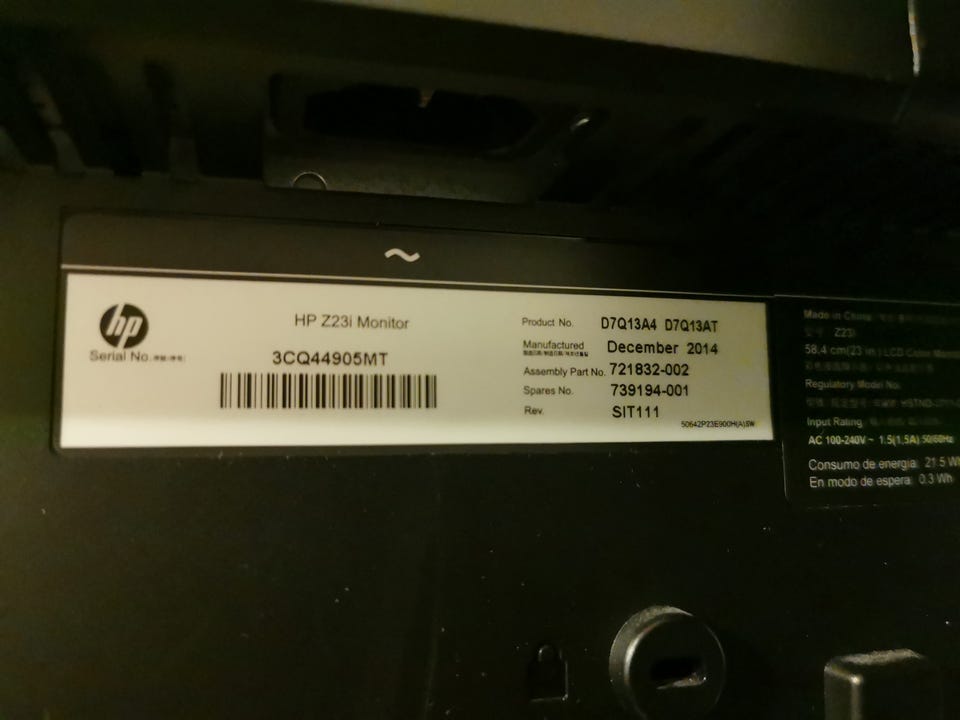 hp
HP Z23i Monitor
Serial No.
3CQ44905MT
Product No. D7Q13A4 D7Q13AT
Manufactured December 2014
Assembly Part No. 721832-002
Spares No. 739194-001
Rev. SIT111
50642P23E900H(A)SW
Made in China
Z23i
58.4 cm(23 in) LCD Color
Regulatory Model No.
Input Rating
AC 100-240V ~ 1.5(1.5A) 50/60Hz
Consumo de energía: 21.5 Wh
En modo de espera: 0.3 Wh